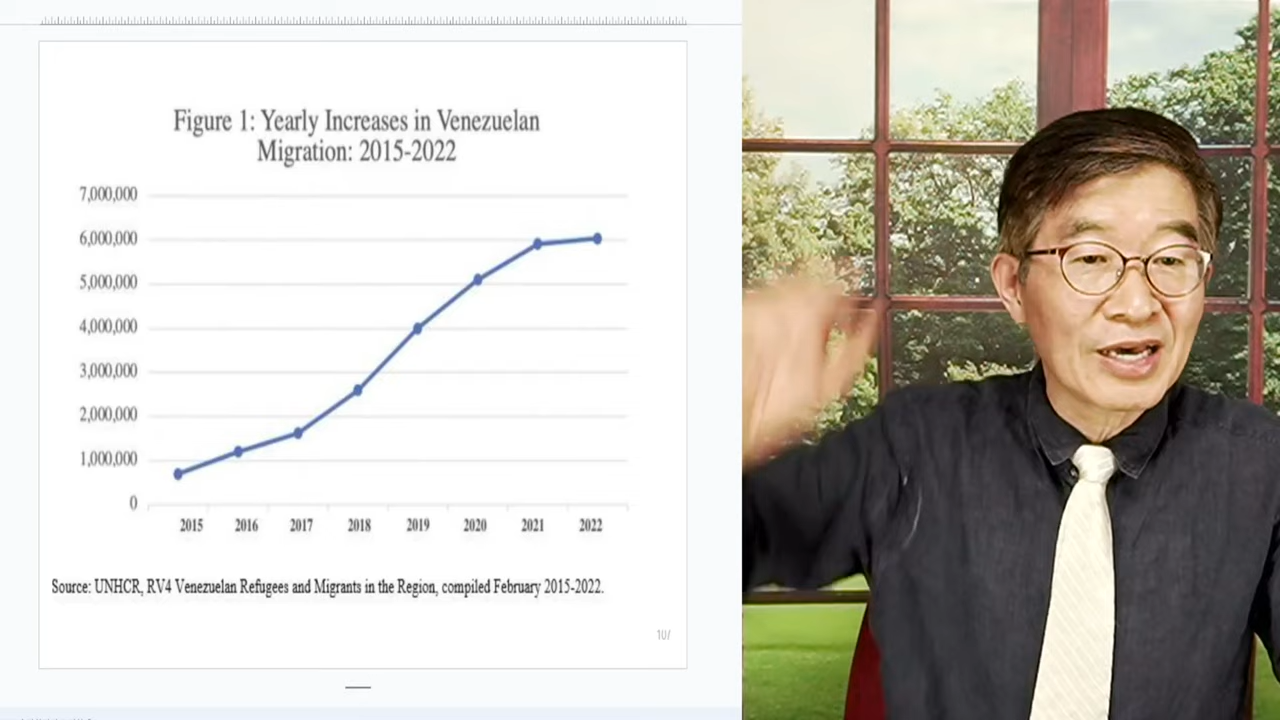 Figure 1: Yearly Increases in Venezuelan
Migration: 2015-2022
7,000,000
6,000,000
5,000,000
4,000,000
3,000,000
2,000,000
1,000,000
0
2015 2016 2017 2018 2019 2020 2021 2022
Source: UNHCR, RV4 Venezuelan Refugees and Migrants in the Region, compiled February 2015-2022.